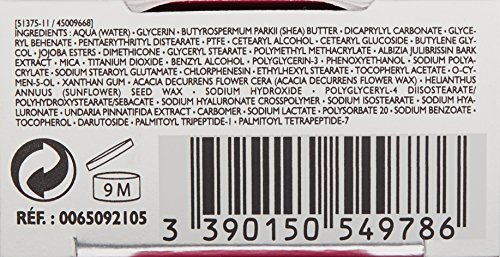 [51375-11 / 45009668]
INGREDIENTS : AQUA (WATER) • GLYCERIN • BUTYROSPERMUM PARKII (SHEA) BUTTER • DICAPRYLYL CARBONATE • GLYCE-
RYL BEHENATE • PENTAERYTHRITYL DISTEARATE • PTFE • CETEARYL ALCOHOL • CETEARYL GLUCOSIDE • BUTYLENE GLY-
COL • JOJOBA ESTERS • DIMETHICONE • GLYCERYL STEARATE • POLYMETHYL METHACRYLATE • ALBIZIA JULIBRISSIN BARK
EXTRACT • MICA • TITANIUM DIOXIDE • BENZYL ALCOHOL • POLYGLYCERIN-3 • PHENOXYETHANOL • SODIUM POLYA-
CRYLATE • SODIUM STEAROYL GLUTAMATE • CHLORPHENESIN • ETHYLHEXYL STEARATE • TOCOPHERYL ACETATE • O-CY-
MEN-5-OL • XANTHAN GUM • ACACIA DECURRENS FLOWER CERA (ACACIA DECURRENS FLOWER WAX) • HELIANTHUS
ANNUUS (SUNFLOWER) SEED WAX • SODIUM HYDROXIDE • POLYGLYCERYL-4 DIISOSTEARATE/
POLYHYDROXYSTEARATE/SEBACATE • SODIUM HYALURONATE CROSSPOLYMER • SODIUM ISOSTEARATE • SODIUM HYA-
LURONATE • UNDARIA PINNATIFIDA EXTRACT • CARBOMER • SODIUM LACTATE • POLYSORBATE 20 • SODIUM BENZOATE •
TOCOPHEROL • DARUTOSIDE • PALMITOYL TRIPEPTIDE-1 • PALMITOYL TETRAPEPTIDE-7
9 M
RÉF. : 0065092105
3 390150 549786